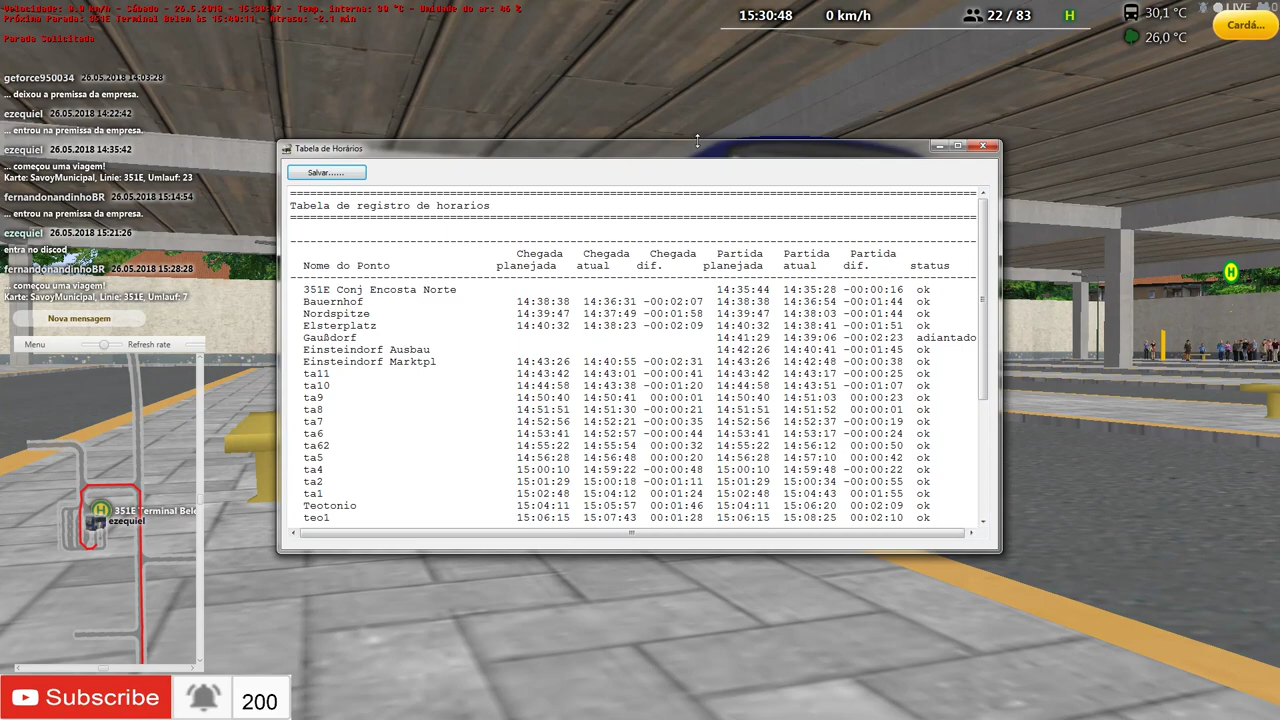 Velocidade: 0.0 km/h - Sábado - 26.5.2018 - 15:30:47 - Temp. interna: 30 °C - Umidade do ar: 46 %
Próxima Parada: 351E Terminal Belem às 15:40:11 - Atraso: -2.1 min
Parada Solicitada
15:30:48 0 km/h 22 / 83 H 30,1 °C LIVE
26,0 °C
Cardá...
geforce950034 26.05.2018 14:03:28
... deixou a premissa da empresa.
ezequiel 26.05.2018 14:22:42
... entrou na premissa da empresa.
ezequiel 26.05.2018 14:35:42
... começou uma viagem!
Karte: SavoyMunicipal, Linie: 351E, Umlauf: 23
fernandonandinhoBR 26.05.2018 15:14:54
... entrou na premissa da empresa.
ezequiel 26.05.2018 15:21:26
entra no discod
fernandonandinhoBR 26.05.2018 15:28:28
... começou uma viagem!
Karte: SavoyMunicipal, Linie: 351E, Umlauf: 7
Nova mensagem
Menu Refresh rate
H 351E Terminal Bele
ezequiel
Tabela de Horários
Salvar......
Tabela de registro de horarios
Chegada Chegada Chegada Partida Partida Partida
Nome do Ponto planejada atual dif. planejada atual dif. status
351E Conj Encosta Norte 14:35:44 14:35:28 -00:00:16 ok
Bauernhof 14:38:38 14:36:31 -00:02:07 14:38:38 14:36:54 -00:01:44 ok
Nordspitze 14:39:47 14:37:49 -00:01:58 14:39:47 14:38:03 -00:01:44 ok
Elsterplatz 14:40:32 14:38:23 -00:02:09 14:40:32 14:38:41 -00:01:51 ok
Gaußdorf 14:41:29 14:39:06 -00:02:23 adiantado
Einsteindorf Ausbau 14:42:26 14:40:41 -00:01:45 ok
Einsteindorf Marktpl 14:43:26 14:40:55 -00:02:31 14:43:26 14:42:48 -00:00:38 ok
ta11 14:43:42 14:43:01 -00:00:41 14:43:42 14:43:17 -00:00:25 ok
ta10 14:44:58 14:43:38 -00:01:20 14:44:58 14:43:51 -00:01:07 ok
ta9 14:50:40 14:50:41 00:00:01 14:50:40 14:51:03 00:00:23 ok
ta8 14:51:51 14:51:30 -00:00:21 14:51:51 14:51:52 00:00:01 ok
ta7 14:52:56 14:52:21 -00:00:35 14:52:56 14:52:37 -00:00:19 ok
ta6 14:53:41 14:52:57 -00:00:44 14:53:41 14:53:17 -00:00:24 ok
ta62 14:55:22 14:55:54 00:00:32 14:55:22 14:56:12 00:00:50 ok
ta5 14:56:28 14:56:48 00:00:20 14:56:28 14:57:10 00:00:42 ok
ta4 15:00:10 14:59:22 -00:00:48 15:00:10 14:59:48 -00:00:22 ok
ta2 15:01:29 15:00:18 -00:01:11 15:01:29 15:00:34 -00:00:55 ok
ta1 15:02:48 15:04:12 00:01:24 15:02:48 15:04:43 00:01:55 ok
Teotonio 15:04:11 15:05:57 00:01:46 15:04:11 15:06:20 00:02:09 ok
teo1 15:06:15 15:07:43 00:01:28 15:06:15 15:08:25 00:02:10 ok
H
Subscribe 200